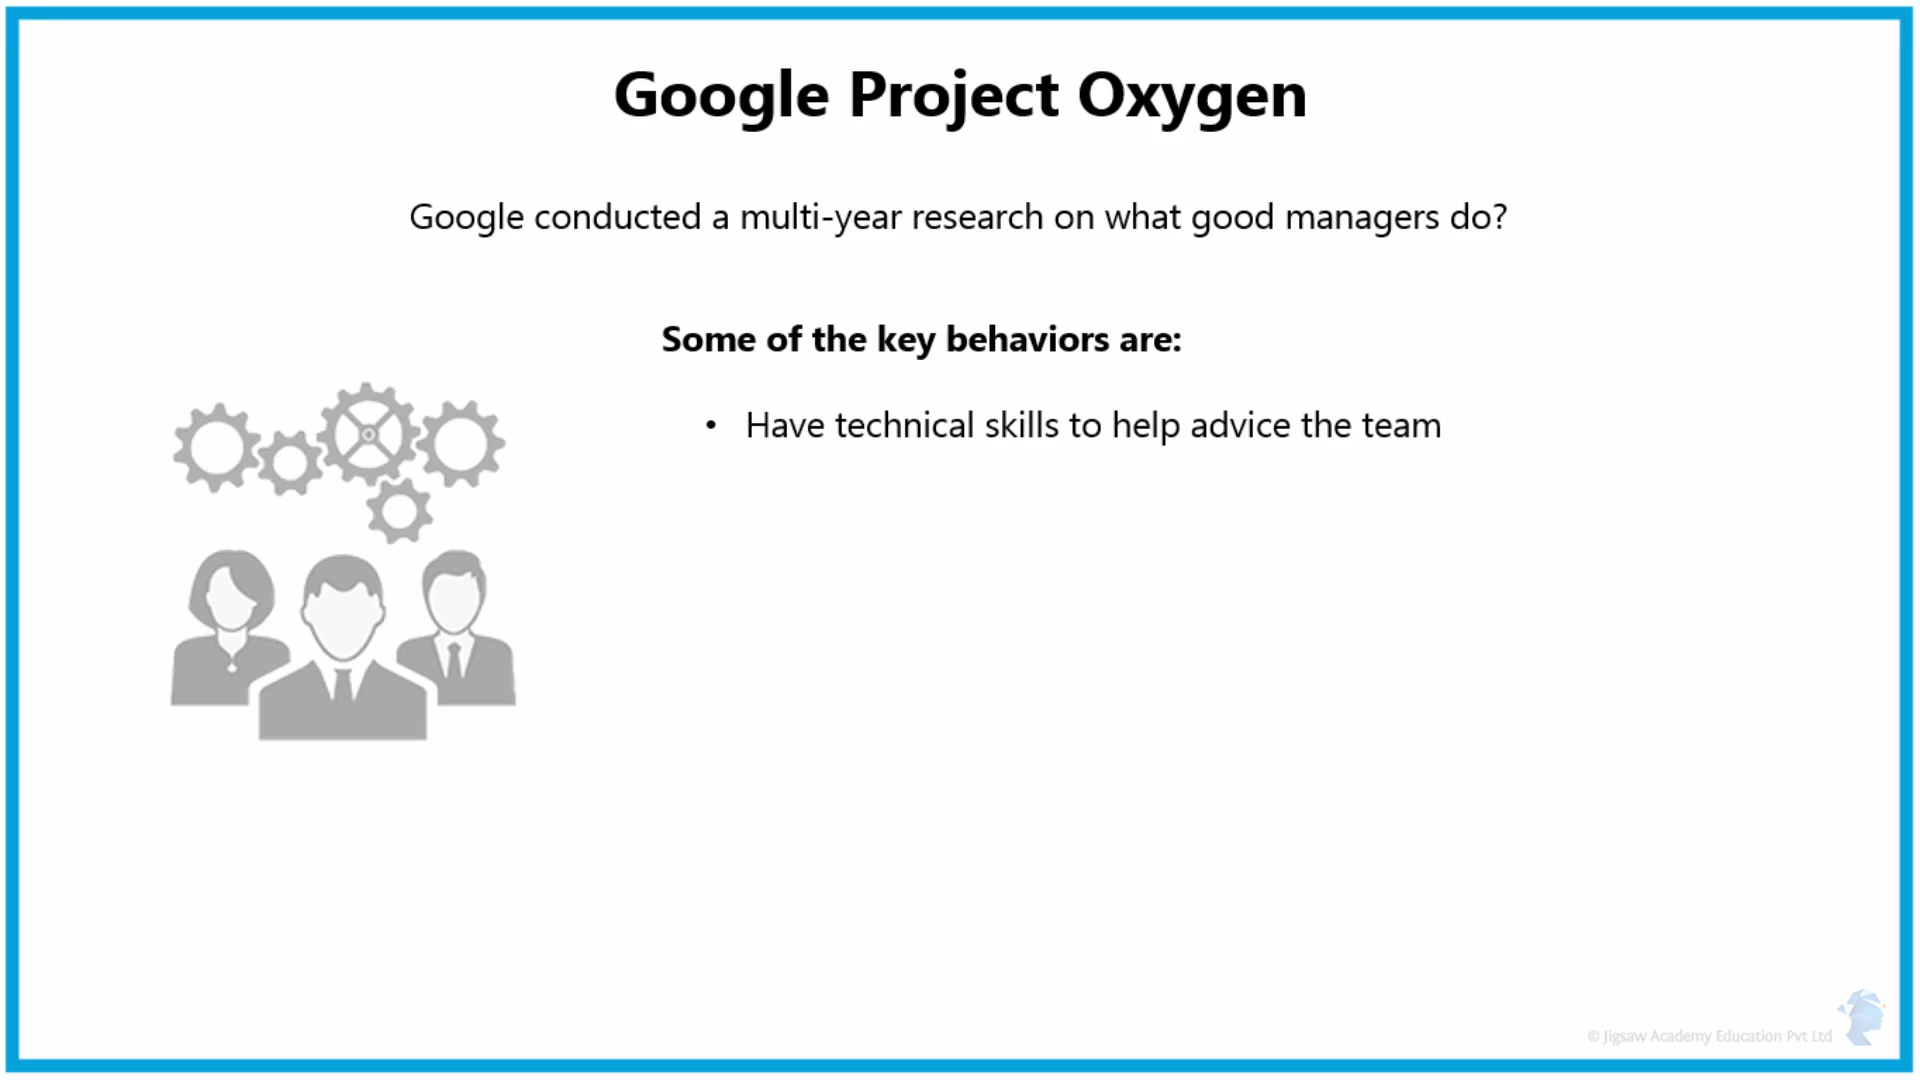 Google Project Oxygen
Google conducted a multi-year research on what good managers do?
Some of the key behaviors are:
• Have technical skills to help advice the team
© Jigsaw Academy Education Pvt Ltd